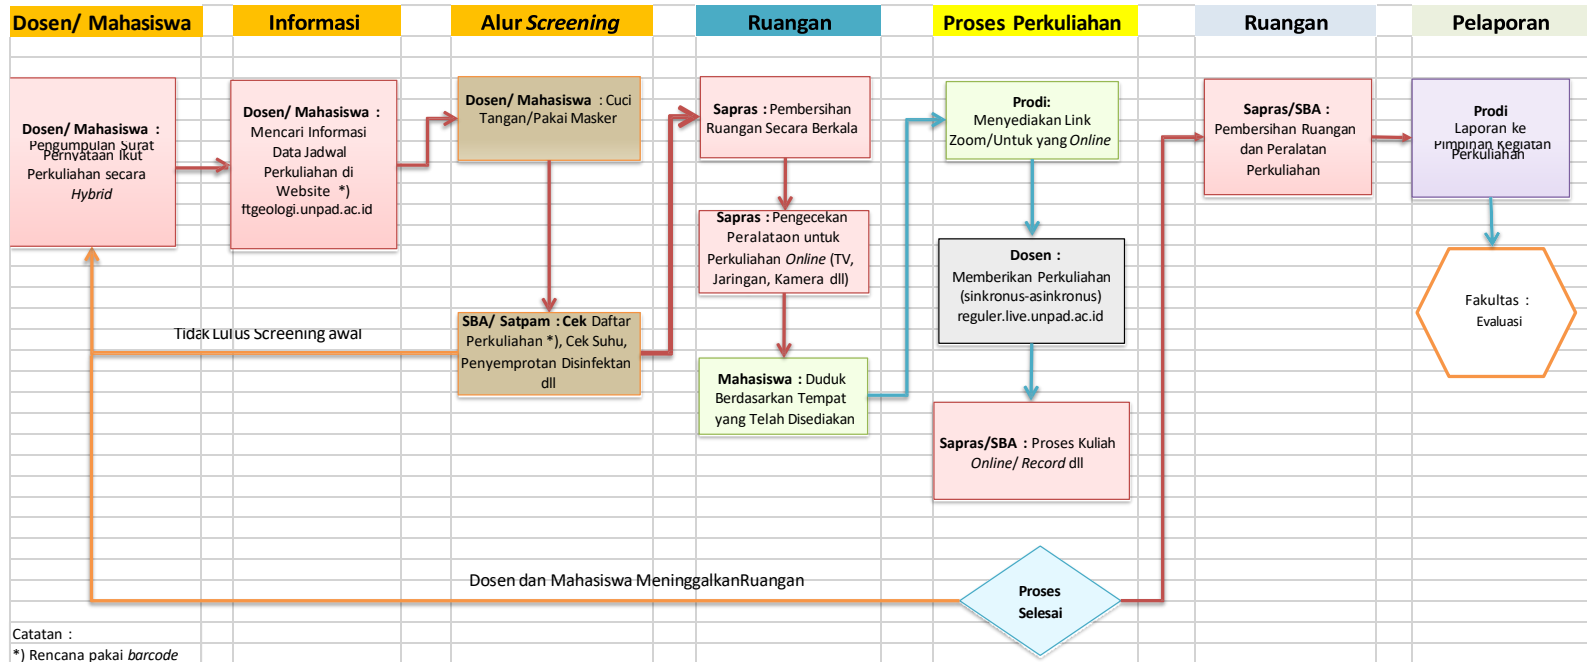 Dosen/ Mahasiswa
Informasi
Alur Screening
Ruangan
Proses Perkuliahan
Ruangan
Pelaporan
Dosen/ Mahasiswa :
Pengumpulan Surat
Pernyataan Ikut
Perkuliahan secara
Hybrid
Dosen/ Mahasiswa :
Mencari Informasi
Data Jadwal
Perkuliahan di
Website *)
ftgeologi.unpad.ac.id
Dosen/ Mahasiswa : Cuci
Tangan/Pakai Masker
SBA/ Satpam : Cek Daftar
Perkuliahan *), Cek Suhu,
Penyemprotan Disinfektan
dll
Tidak Lulus Screening awal
Sapras : Pembersihan
Ruangan Secara Berkala
Sapras : Pengecekan
Peralataon untuk
Perkuliahan Online (TV,
Jaringan, Kamera dll)
Mahasiswa : Duduk
Berdasarkan Tempat
yang Telah Disediakan
Prodi:
Menyediakan Link
Zoom/Untuk yang Online
Dosen :
Memberikan Perkuliahan
(sinkronus-asinkronus)
reguler.live.unpad.ac.id
Sapras/SBA : Proses Kuliah
Online/ Record dll
Proses
Selesai
Dosen dan Mahasiswa MeninggalkanRuangan
Sapras/SBA :
Pembersihan Ruangan
dan Peralatan
Perkuliahan
Prodi
Laporan ke
Pimpinan Kegiatan
Perkuliahan
Fakultas :
Evaluasi
Catatan :
*) Rencana pakai barcode